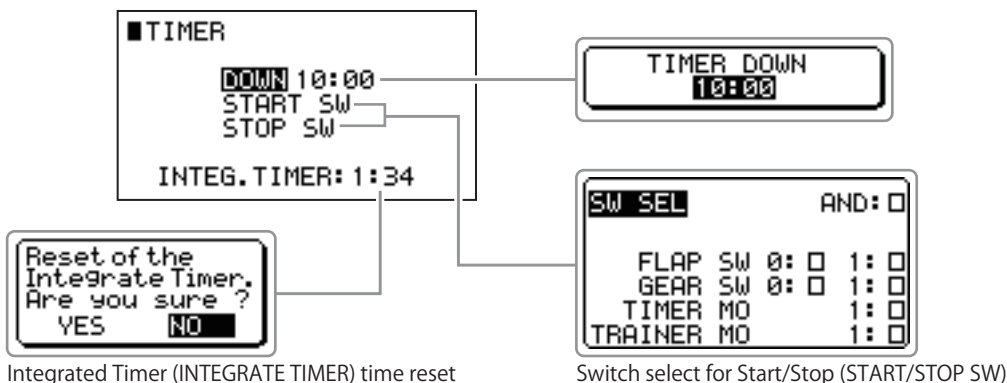 ■TIMER
DOWN 10:00
START SW
STOP SW
INTEG.TIMER: 1:34
TIMER DOWN
10:00
SW SEL AND: □
FLAP SW 0: □ 1: □
GEAR SW 0: □ 1: □
TIMER MO 1: □
TRAINER MO 1: □
Reset of the
Integrate Timer.
Are you sure ?
YES NO
Integrated Timer (INTEGRATE TIMER) time reset
Switch select for Start/Stop (START/STOP SW)